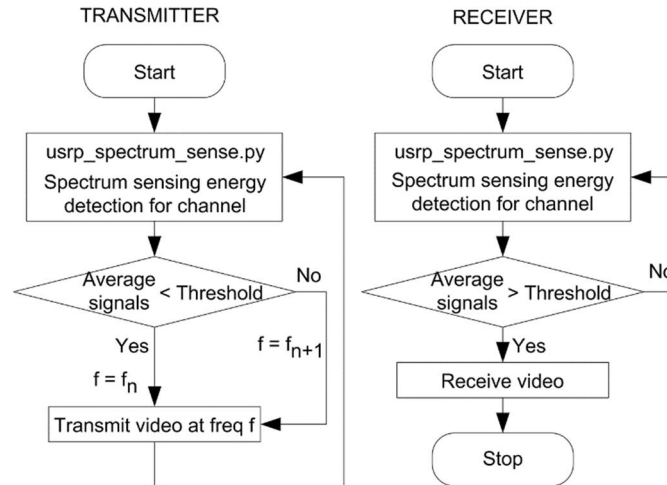 TRANSMITTER
Start
usrp_spectrum_sense.py
Spectrum sensing energy
detection for channel
Average
signals < Threshold
No
Yes
f = fn
f = fn+1
Transmit video at freq f
RECEIVER
Start
usrp_spectrum_sense.py
Spectrum sensing energy
detection for channel
Average
signals > Threshold
No
Yes
Receive video
Stop